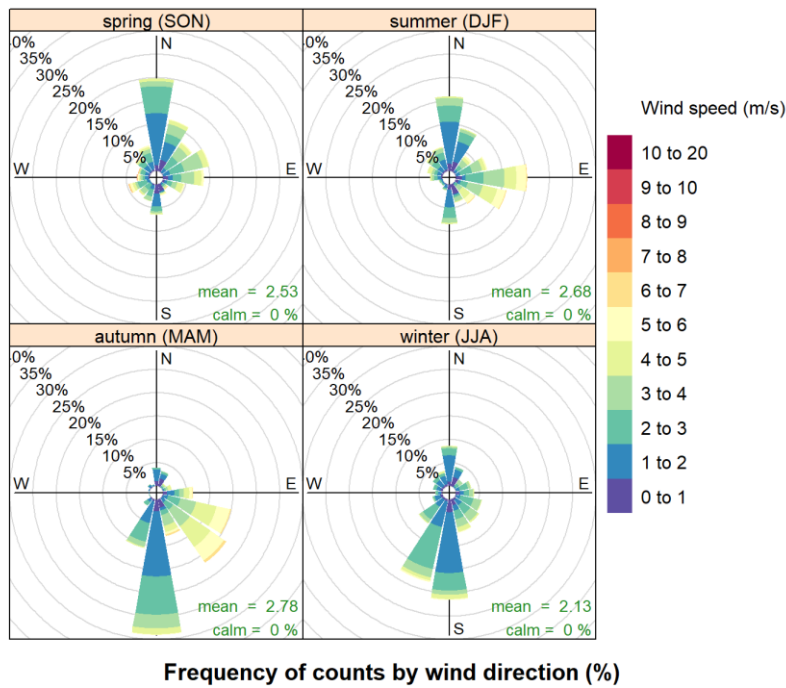 spring (SON)
summer (DJF)
0%
35%
30%
25%
20%
15%
10%
5%
N
W
E
S
mean = 2.53
calm = 0 %
0%
35%
30%
25%
20%
15%
10%
5%
N
W
E
S
mean = 2.68
calm = 0 %
autumn (MAM)
winter (JJA)
0%
35%
30%
25%
20%
15%
10%
5%
N
W
E
mean = 2.78
calm = 0 %
0%
35%
30%
25%
20%
15%
10%
5%
N
W
E
S
mean = 2.13
calm = 0 %
Wind speed (m/s)
10 to 20
9 to 10
8 to 9
7 to 8
6 to 7
5 to 6
4 to 5
3 to 4
2 to 3
1 to 2
0 to 1
Frequency of counts by wind direction (%)